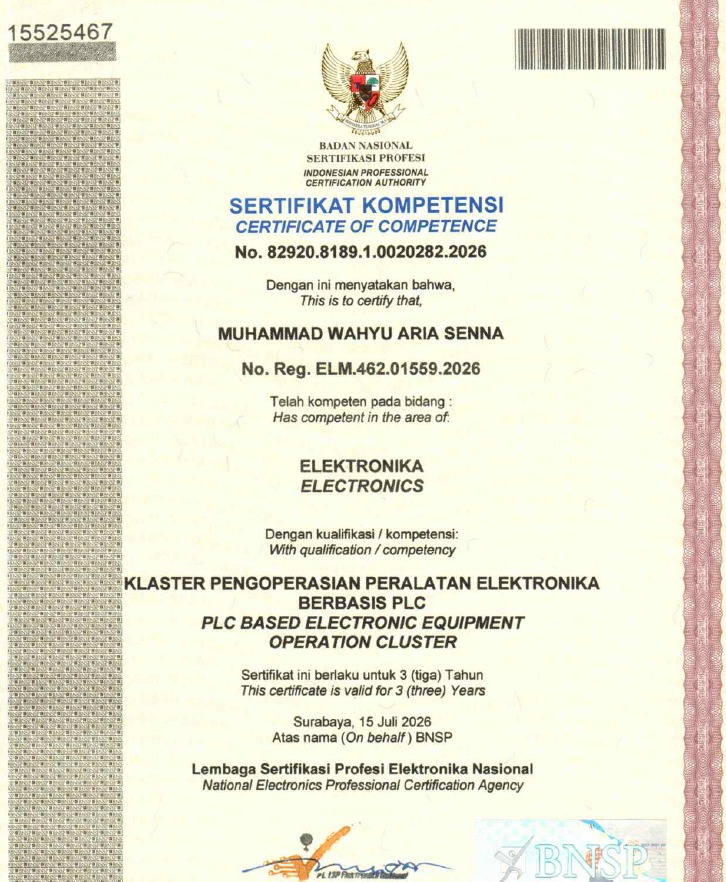 15525467
BADAN NASIONAL
SERTIFIKASI PROFESI
INDONESIAN PROFESSIONAL
CERTIFICATION AUTHORITY
SERTIFIKAT KOMPETENSI
CERTIFICATE OF COMPETENCE
No. 82920.8189.1.0020282.2026
Dengan ini menyatakan bahwa,
This is to certify that,
MUHAMMAD WAHYU ARIA SENNA
No. Reg. ELM.462.01559.2026
Telah kompeten pada bidang :
Has competent in the area of:
ELEKTRONIKA
ELECTRONICS
Dengan kualifikasi / kompetensi:
With qualification / competency
KLASTER PENGOPERASIAN PERALATAN ELEKTRONIKA
BERBASIS PLC
PLC BASED ELECTRONIC EQUIPMENT
OPERATION CLUSTER
Sertifikat ini berlaku untuk 3 (tiga) Tahun
This certificate is valid for 3 (three) Years
Surabaya, 15 Juli 2026
Atas nama (On behalf) BNSP
Lembaga Sertifikasi Profesi Elektronika Nasional
National Electronics Professional Certification Agency
PT. LSP Elektronika Nasional
BNSP